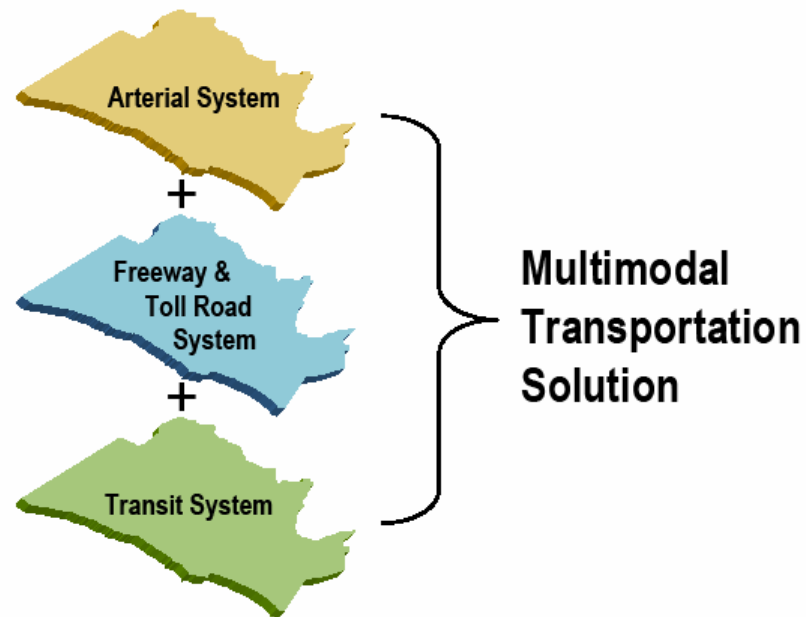 Arterial System
+
Freeway &
Toll Road
System
+
Transit System
Multimodal
Transportation
Solution